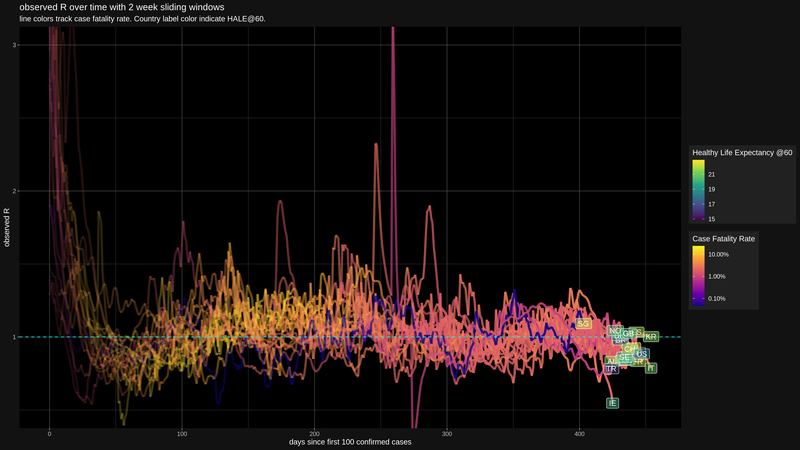 observed R over time with 2 week sliding windows
line colors track case fatality rate. Country label color indicate HALE@60.
3
2
1
observed R
0
100
200
300
400
days since first 100 confirmed cases
SG
NO
GB
KR
SE
US
TR
IT
IE
Healthy Life Expectancy @60
21
19
17
15
Case Fatality Rate
10.00%
1.00%
0.10%